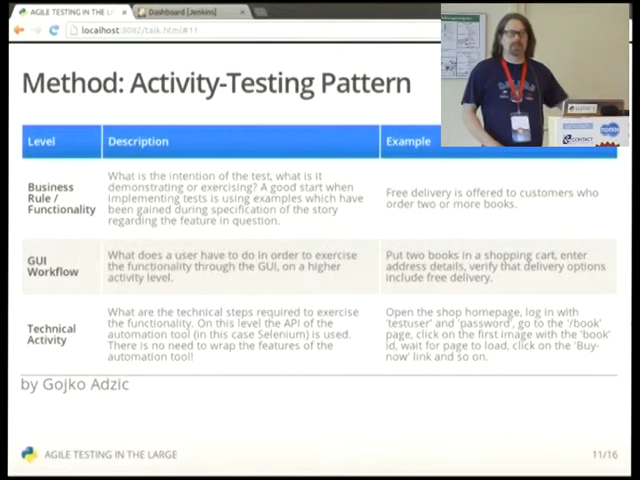 AGILE TESTING IN THE LA
Dashboard [Jenkins]
localhost:8082/talk.html#11
Method: Activity-Testing Pattern
Level
Description
Example
Business
Rule /
Functionality
What is the intention of the test, what is it
demonstrating or exercising? A good start when
implementing tests is using examples which have
been gained during specification of the story
regarding the feature in question.
Free delivery is offered to customers who
order two or more books.
GUI
Workflow
What does a user have to do in order to exercise
the functionality through the GUI, on a higher
activity level.
Put two books in a shopping cart, enter
address details, verify that delivery options
include free delivery.
Technical
Activity
What are the technical steps required to exercise
the functionality. On this level the API of the
automation tool (in this case Selenium) is used.
There is no need to wrap the features of the
automation tool!
Open the shop homepage, log in with
'testuser' and 'password', go to the '/book'
page, click on the first image with the 'book'
id, wait for page to load, click on the 'Buy-
now' link and so on.
by Gojko Adzic
AGILE TESTING IN THE LARGE
11/16
CONTACT